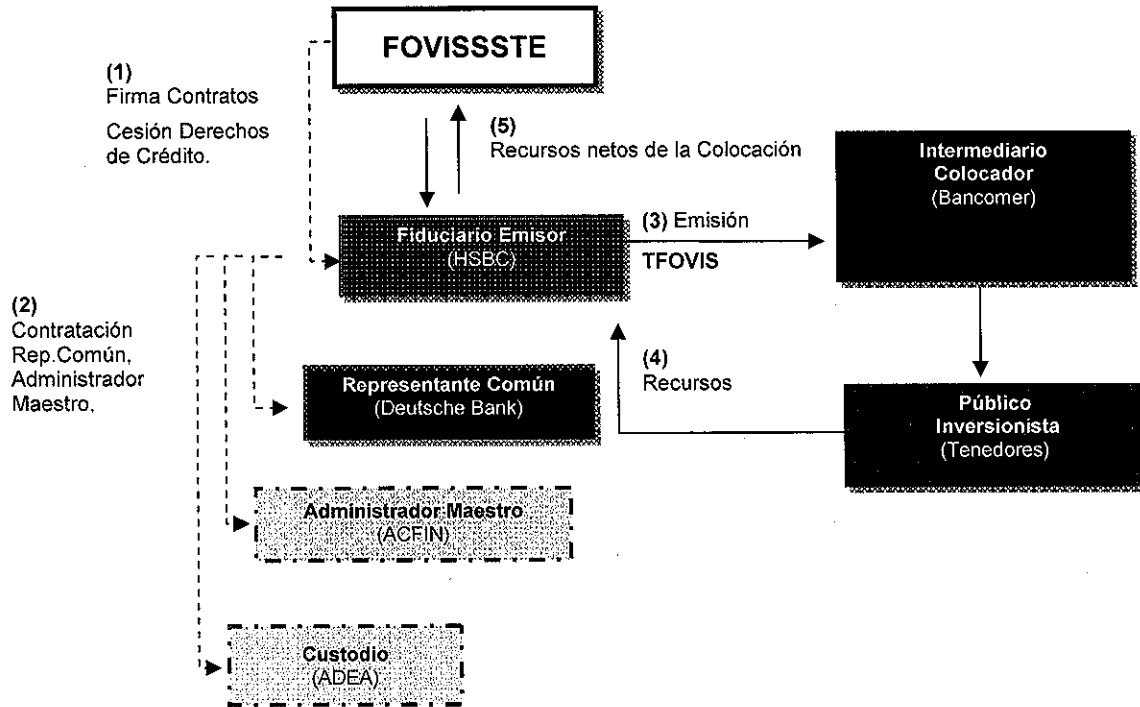 FOVISSSTE
(1)
Firma Contratos
Cesión Derechos
de Crédito.
(5)
Recursos netos de la Colocación
Intermediario
Colocador
(Bancomer)
Fiduciario Emisor
(HSBC)
(3) Emisión
TFOVIS
(2)
Contratación
Rep.Común,
Administrador
Maestro,
Representante Común
(Deutsche Bank)
(4)
Recursos
Público
Inversionista
(Tenedores)
Administrador Maestro
(ACFIN)
Custodio
(ADEA)